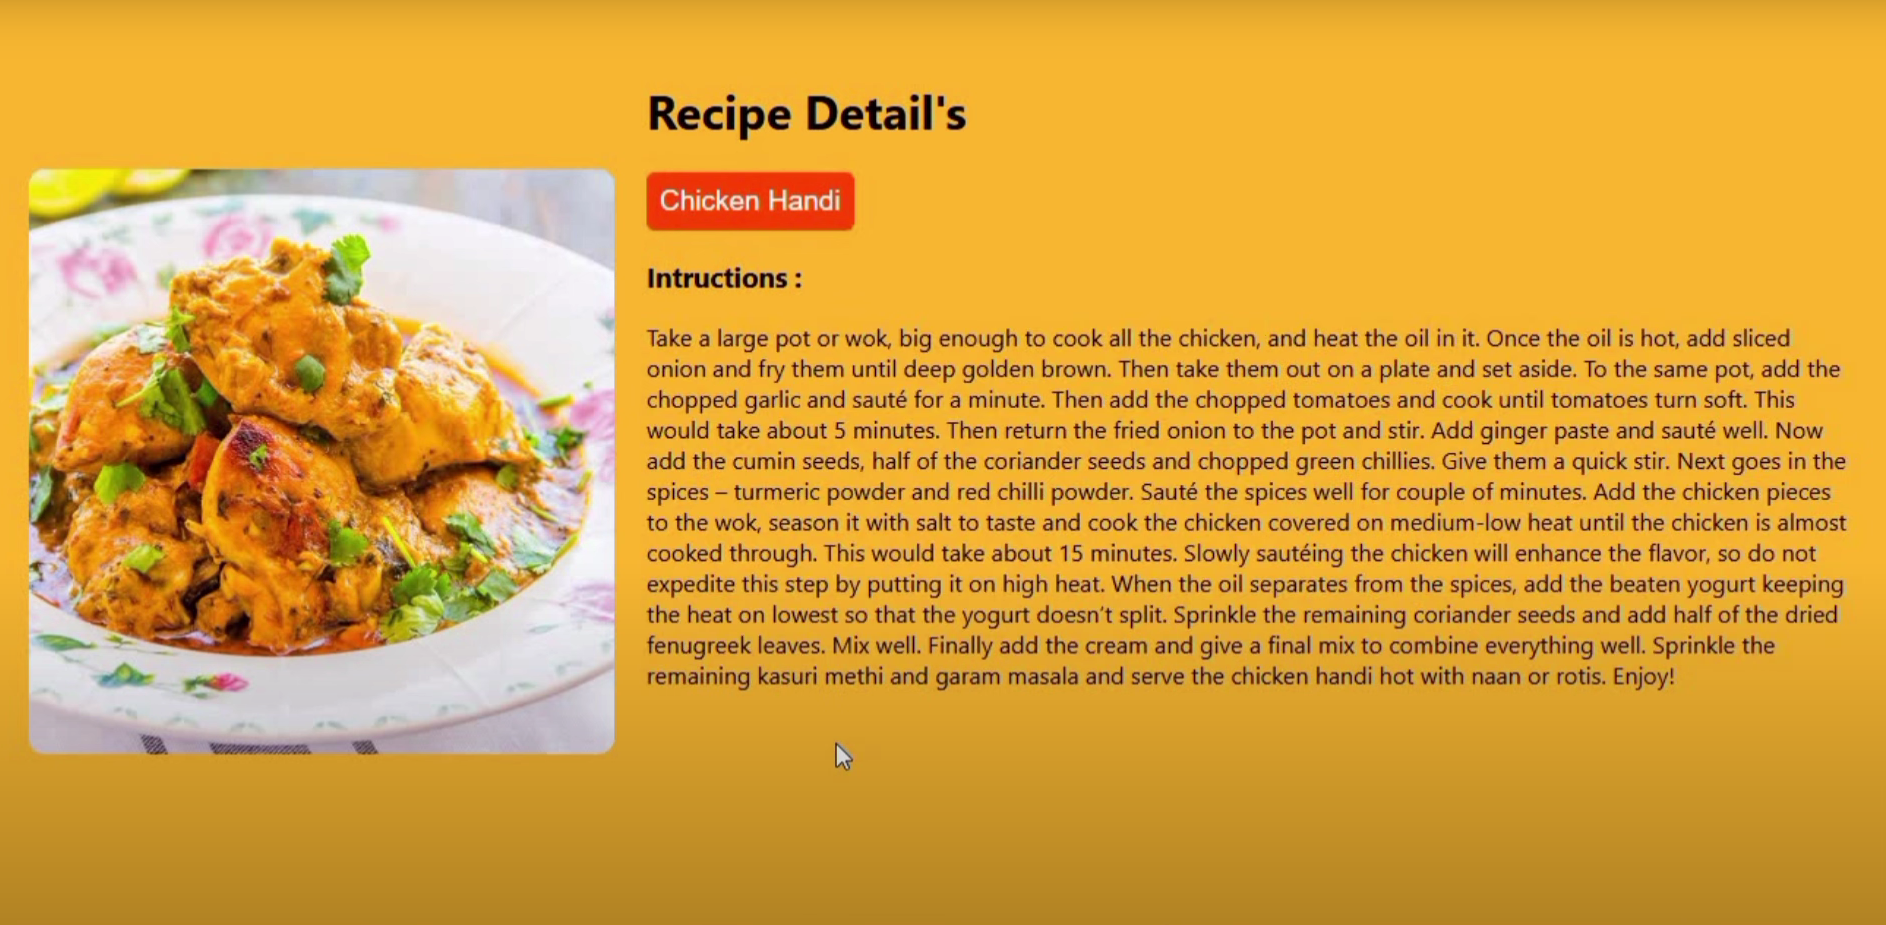 Recipe Detail's
Chicken Handi
Intructions :
Take a large pot or wok, big enough to cook all the chicken, and heat the oil in it. Once the oil is hot, add sliced
onion and fry them until deep golden brown. Then take them out on a plate and set aside. To the same pot, add the
chopped garlic and sauté for a minute. Then add the chopped tomatoes and cook until tomatoes turn soft. This
would take about 5 minutes. Then return the fried onion to the pot and stir. Add ginger paste and sauté well. Now
add the cumin seeds, half of the coriander seeds and chopped green chillies. Give them a quick stir. Next goes in the
spices – turmeric powder and red chilli powder. Sauté the spices well for couple of minutes. Add the chicken pieces
to the wok, season it with salt to taste and cook the chicken covered on medium-low heat until the chicken is almost
cooked through. This would take about 15 minutes. Slowly sautéing the chicken will enhance the flavor, so do not
expedite this step by putting it on high heat. When the oil separates from the spices, add the beaten yogurt keeping
the heat on lowest so that the yogurt doesn’t split. Sprinkle the remaining coriander seeds and add half of the dried
fenugreek leaves. Mix well. Finally add the cream and give a final mix to combine everything well. Sprinkle the
remaining kasuri methi and garam masala and serve the chicken handi hot with naan or rotis. Enjoy!